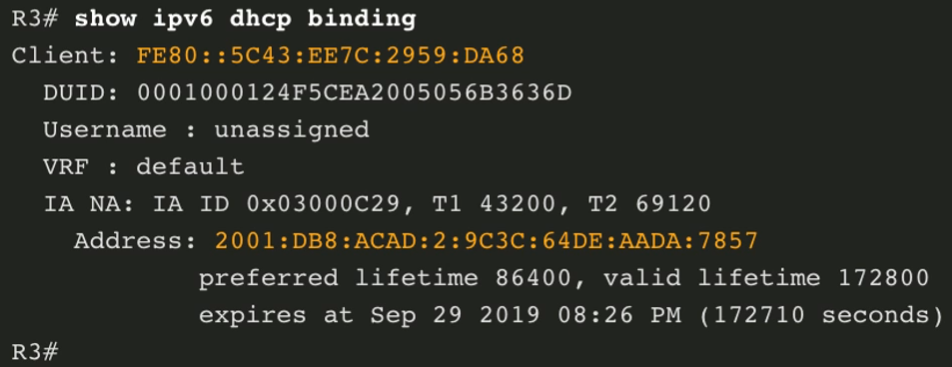 R3# show ipv6 dhcp binding
Client: FE80::5C43:EE7C:2959:DA68
DUID: 0001000124F5CEA2005056B3636D
Username : unassigned
VRF : default
IA NA: IA ID 0x03000C29, T1 43200, T2 69120
Address: 2001:DB8:ACAD:2:9C3C:64DE:AADA:7857
preferred lifetime 86400, valid lifetime 172800
expires at Sep 29 2019 08:26 PM (172710 seconds)
R3#